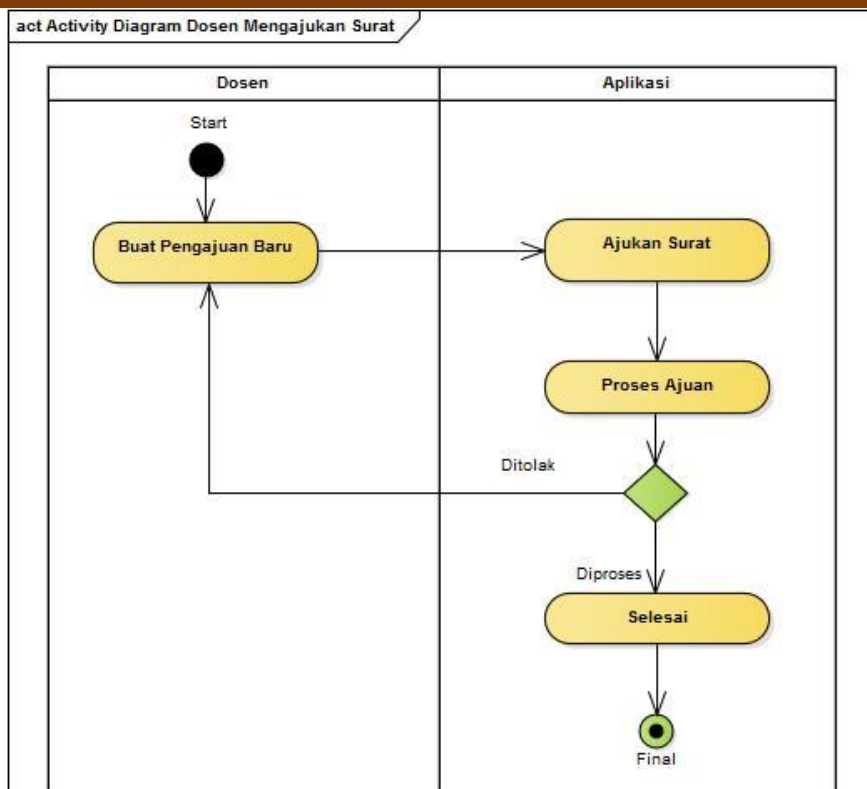 act Activity Diagram Dosen Mengajukan Surat
Dosen
Aplikasi
Start
Buat Pengajuan Baru
Ajukan Surat
Proses Ajuan
Ditolak
Diproses
Selesai
Final